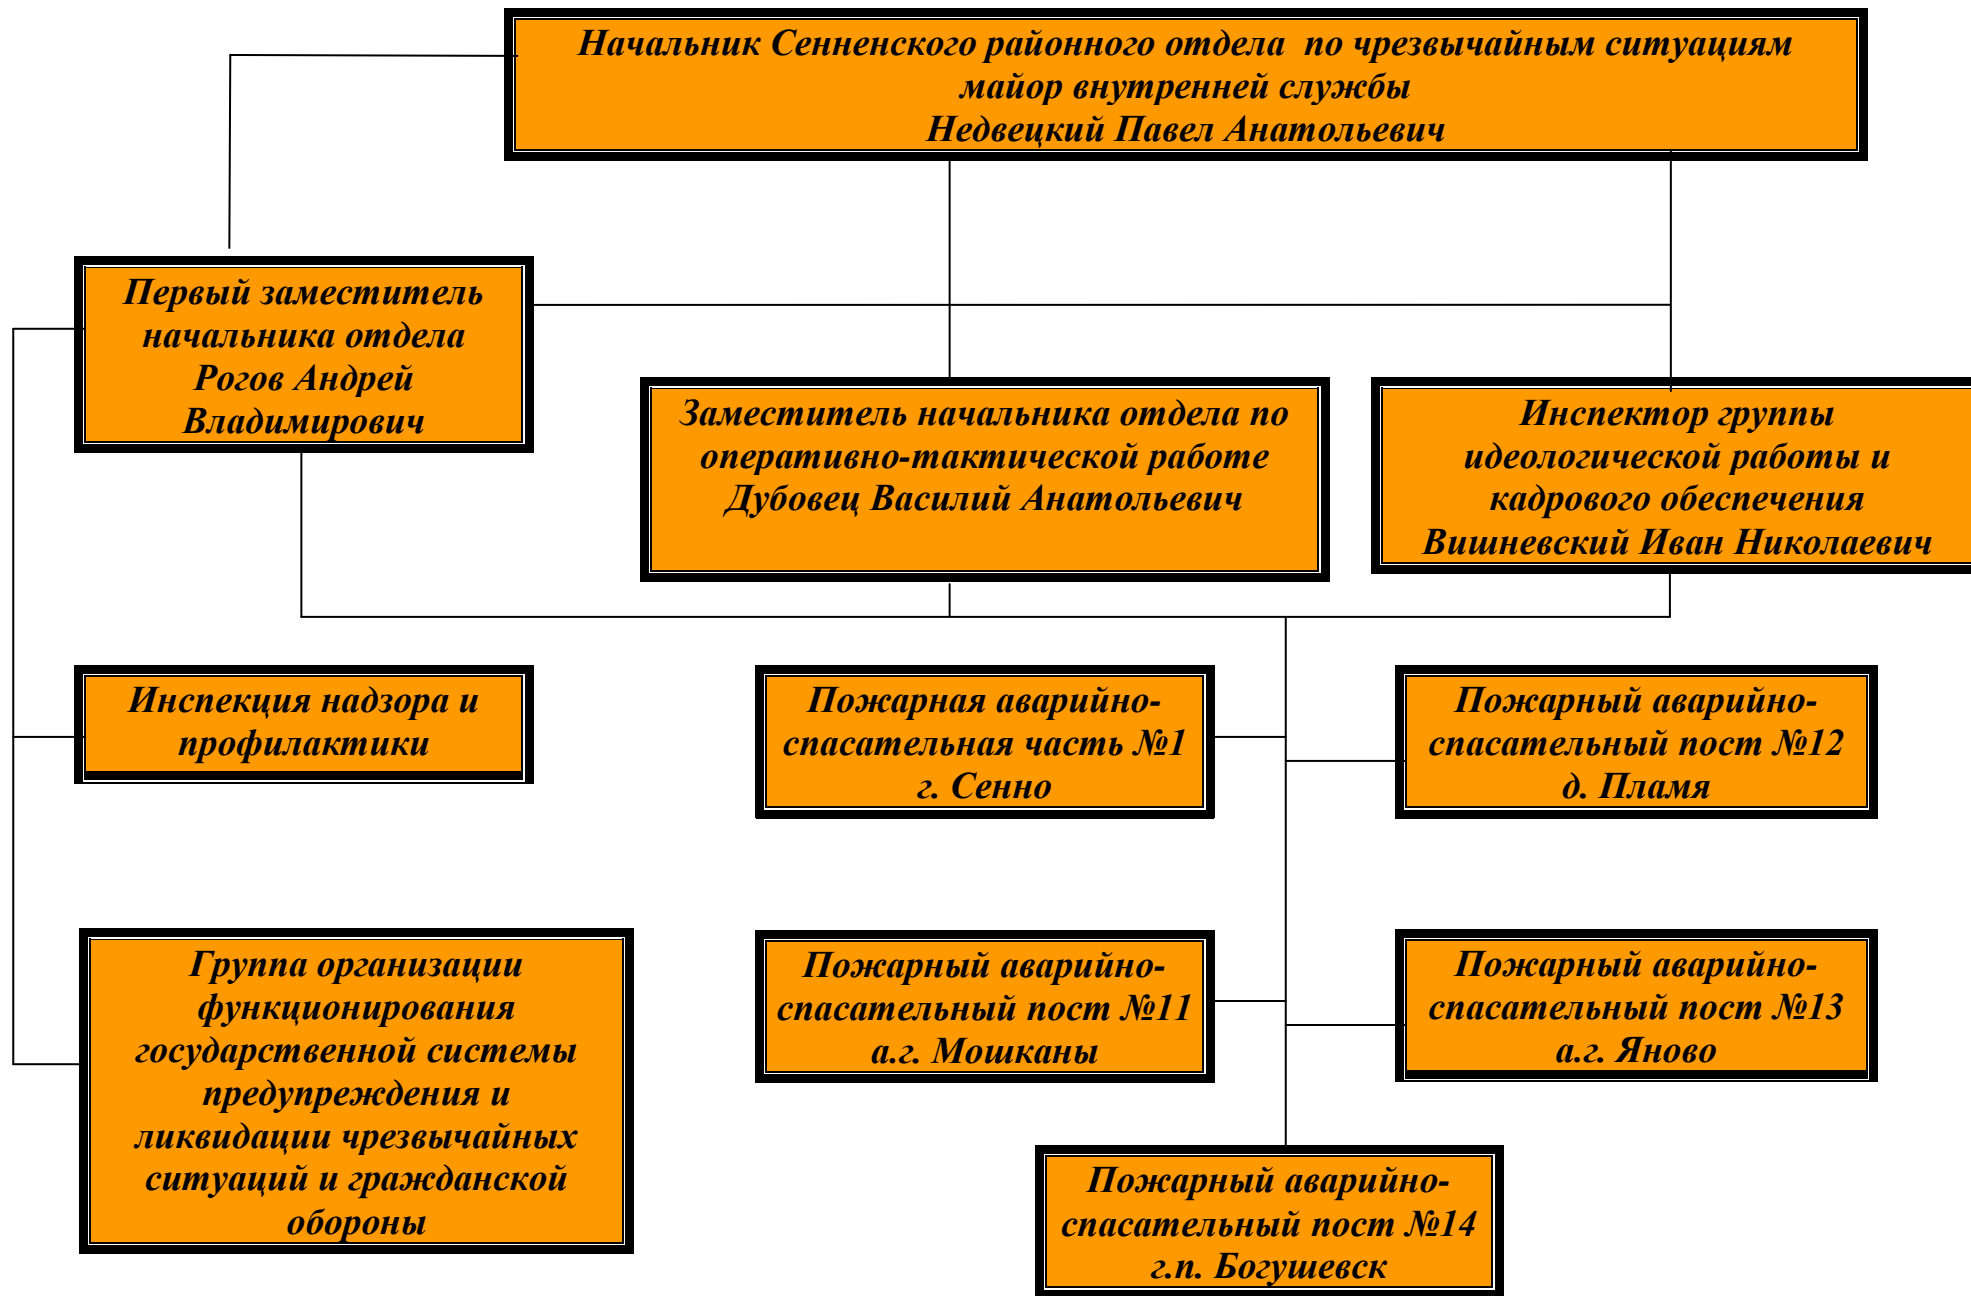 Начальник Сенненского районного отдела по чрезвычайным ситуациям
майор внутренней службы
Недвецкий Павел Анатольевич
Первый заместитель
начальника отдела
Рогов Андрей
Владимирович
Заместитель начальника отдела по
оперативно-тактической работе
Дубовец Василий Анатольевич
Инспектор группы
идеологической работы и
кадрового обеспечения
Вишневский Иван Николаевич
Инспекция надзора и
профилактики
Пожарная аварийно-
спасательная часть №1
г. Сенно
Пожарный аварийно-
спасательный пост №12
д. Пламя
Группа организации
функционирования
государственной системы
предупреждения и
ликвидации чрезвычайных
ситуаций и гражданской
обороны
Пожарный аварийно-
спасательный пост №11
а.г. Мошканы
Пожарный аварийно-
спасательный пост №13
а.г. Яново
Пожарный аварийно-
спасательный пост №14
г.п. Богушевск